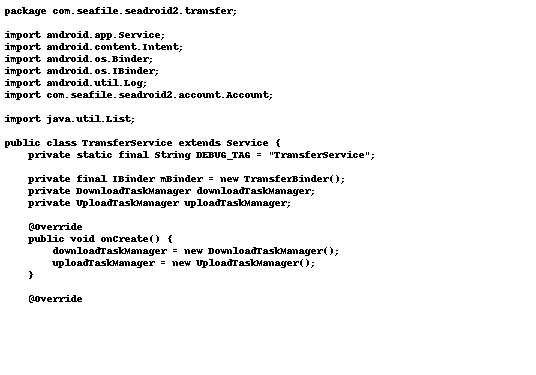 package com.seafile.seadroid2.transfer;

import android.app.Service;
import android.content.Intent;
import android.os.Binder;
import android.os.IBinder;
import android.util.Log;
import com.seafile.seadroid2.account.Account;

import java.util.List;

public class TransferService extends Service {
    private static final String DEBUG_TAG = "TransferService";

    private final IBinder mBinder = new TransferBinder();
    private DownloadTaskManager downloadTaskManager;
    private UploadTaskManager uploadTaskManager;

    @Override
    public void onCreate() {
        downloadTaskManager = new DownloadTaskManager();
        uploadTaskManager = new UploadTaskManager();
    }

    @Override